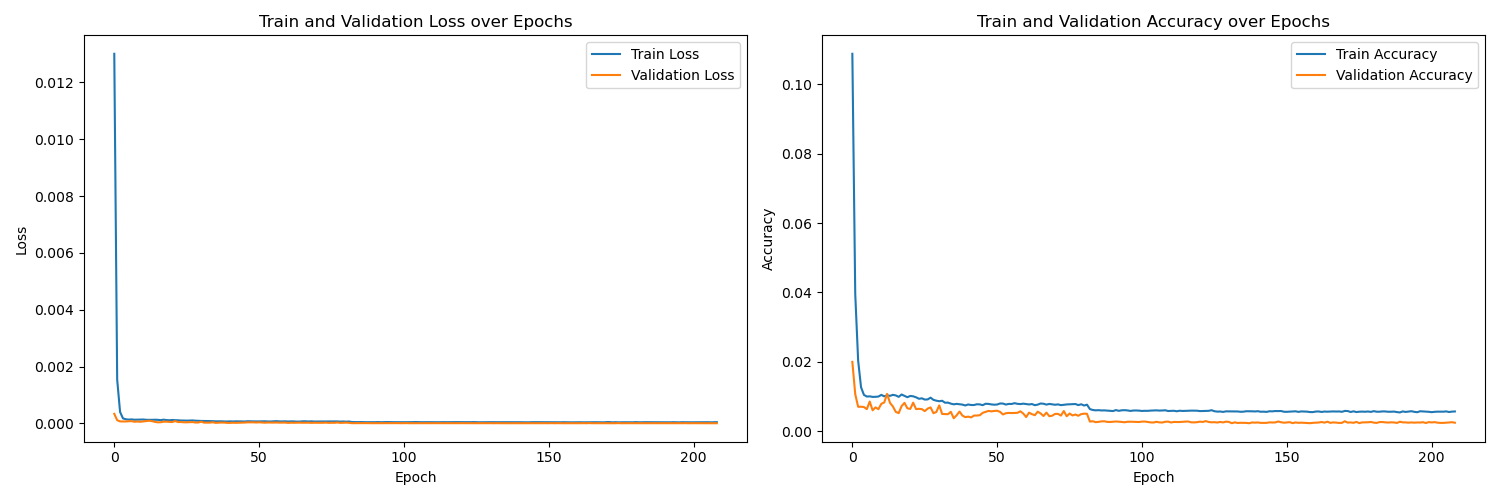 Train and Validation Loss over Epochs
Train Loss
Validation Loss
0.012
0.010
0.008
0.006
0.004
0.002
0.000
Loss
0
50
100
150
200
Epoch
Train and Validation Accuracy over Epochs
Train Accuracy
Validation Accuracy
0.10
0.08
0.06
0.04
0.02
0.00
Accuracy
0
50
100
150
200
Epoch